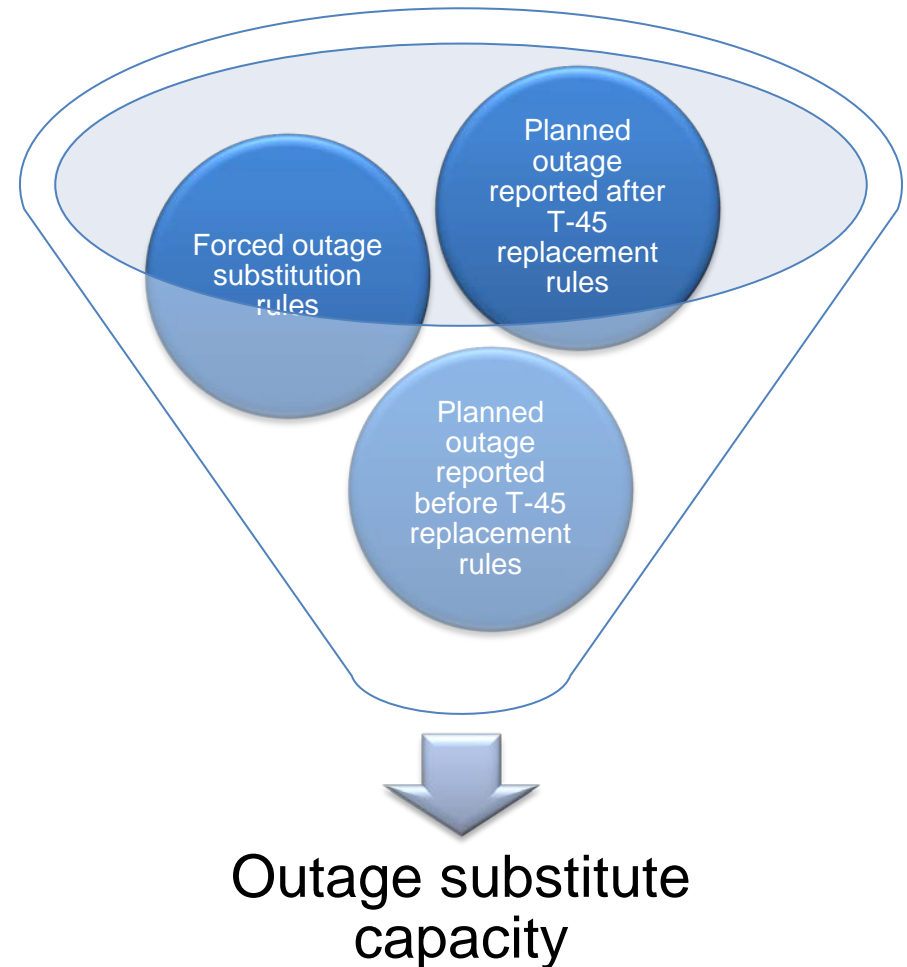 Planned
outage
reported after
T-45
replacement
rules
Forced outage
substitution
rules
Planned
outage
reported
before T-45
replacement
rules
Outage substitute
capacity